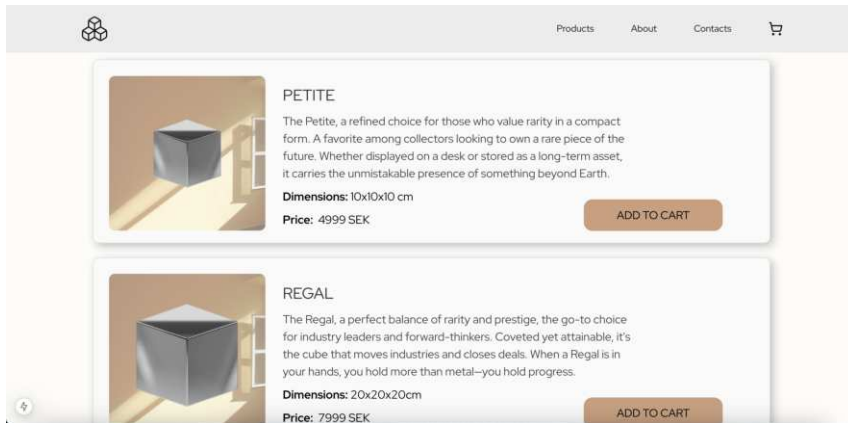 Products About Contacts
PETITE
The Petite, a refined choice for those who value rarity in a compact
form. A favorite among collectors looking to own a rare piece of the
future. Whether displayed on a desk or stored as a long-term asset,
it carries the unmistakable presence of something beyond Earth.
Dimensions: 10x10x10 cm
Price: 4999 SEK
ADD TO CART
REGAL
The Regal, a perfect balance of rarity and prestige, the go-to choice
for industry leaders and forward-thinkers. Coveted yet attainable, it's
the cube that moves industries and closes deals. When a Regal is in
your hands, you hold more than metal—you hold progress.
Dimensions: 20x20x20cm
Price: 7999 SEK
ADD TO CART